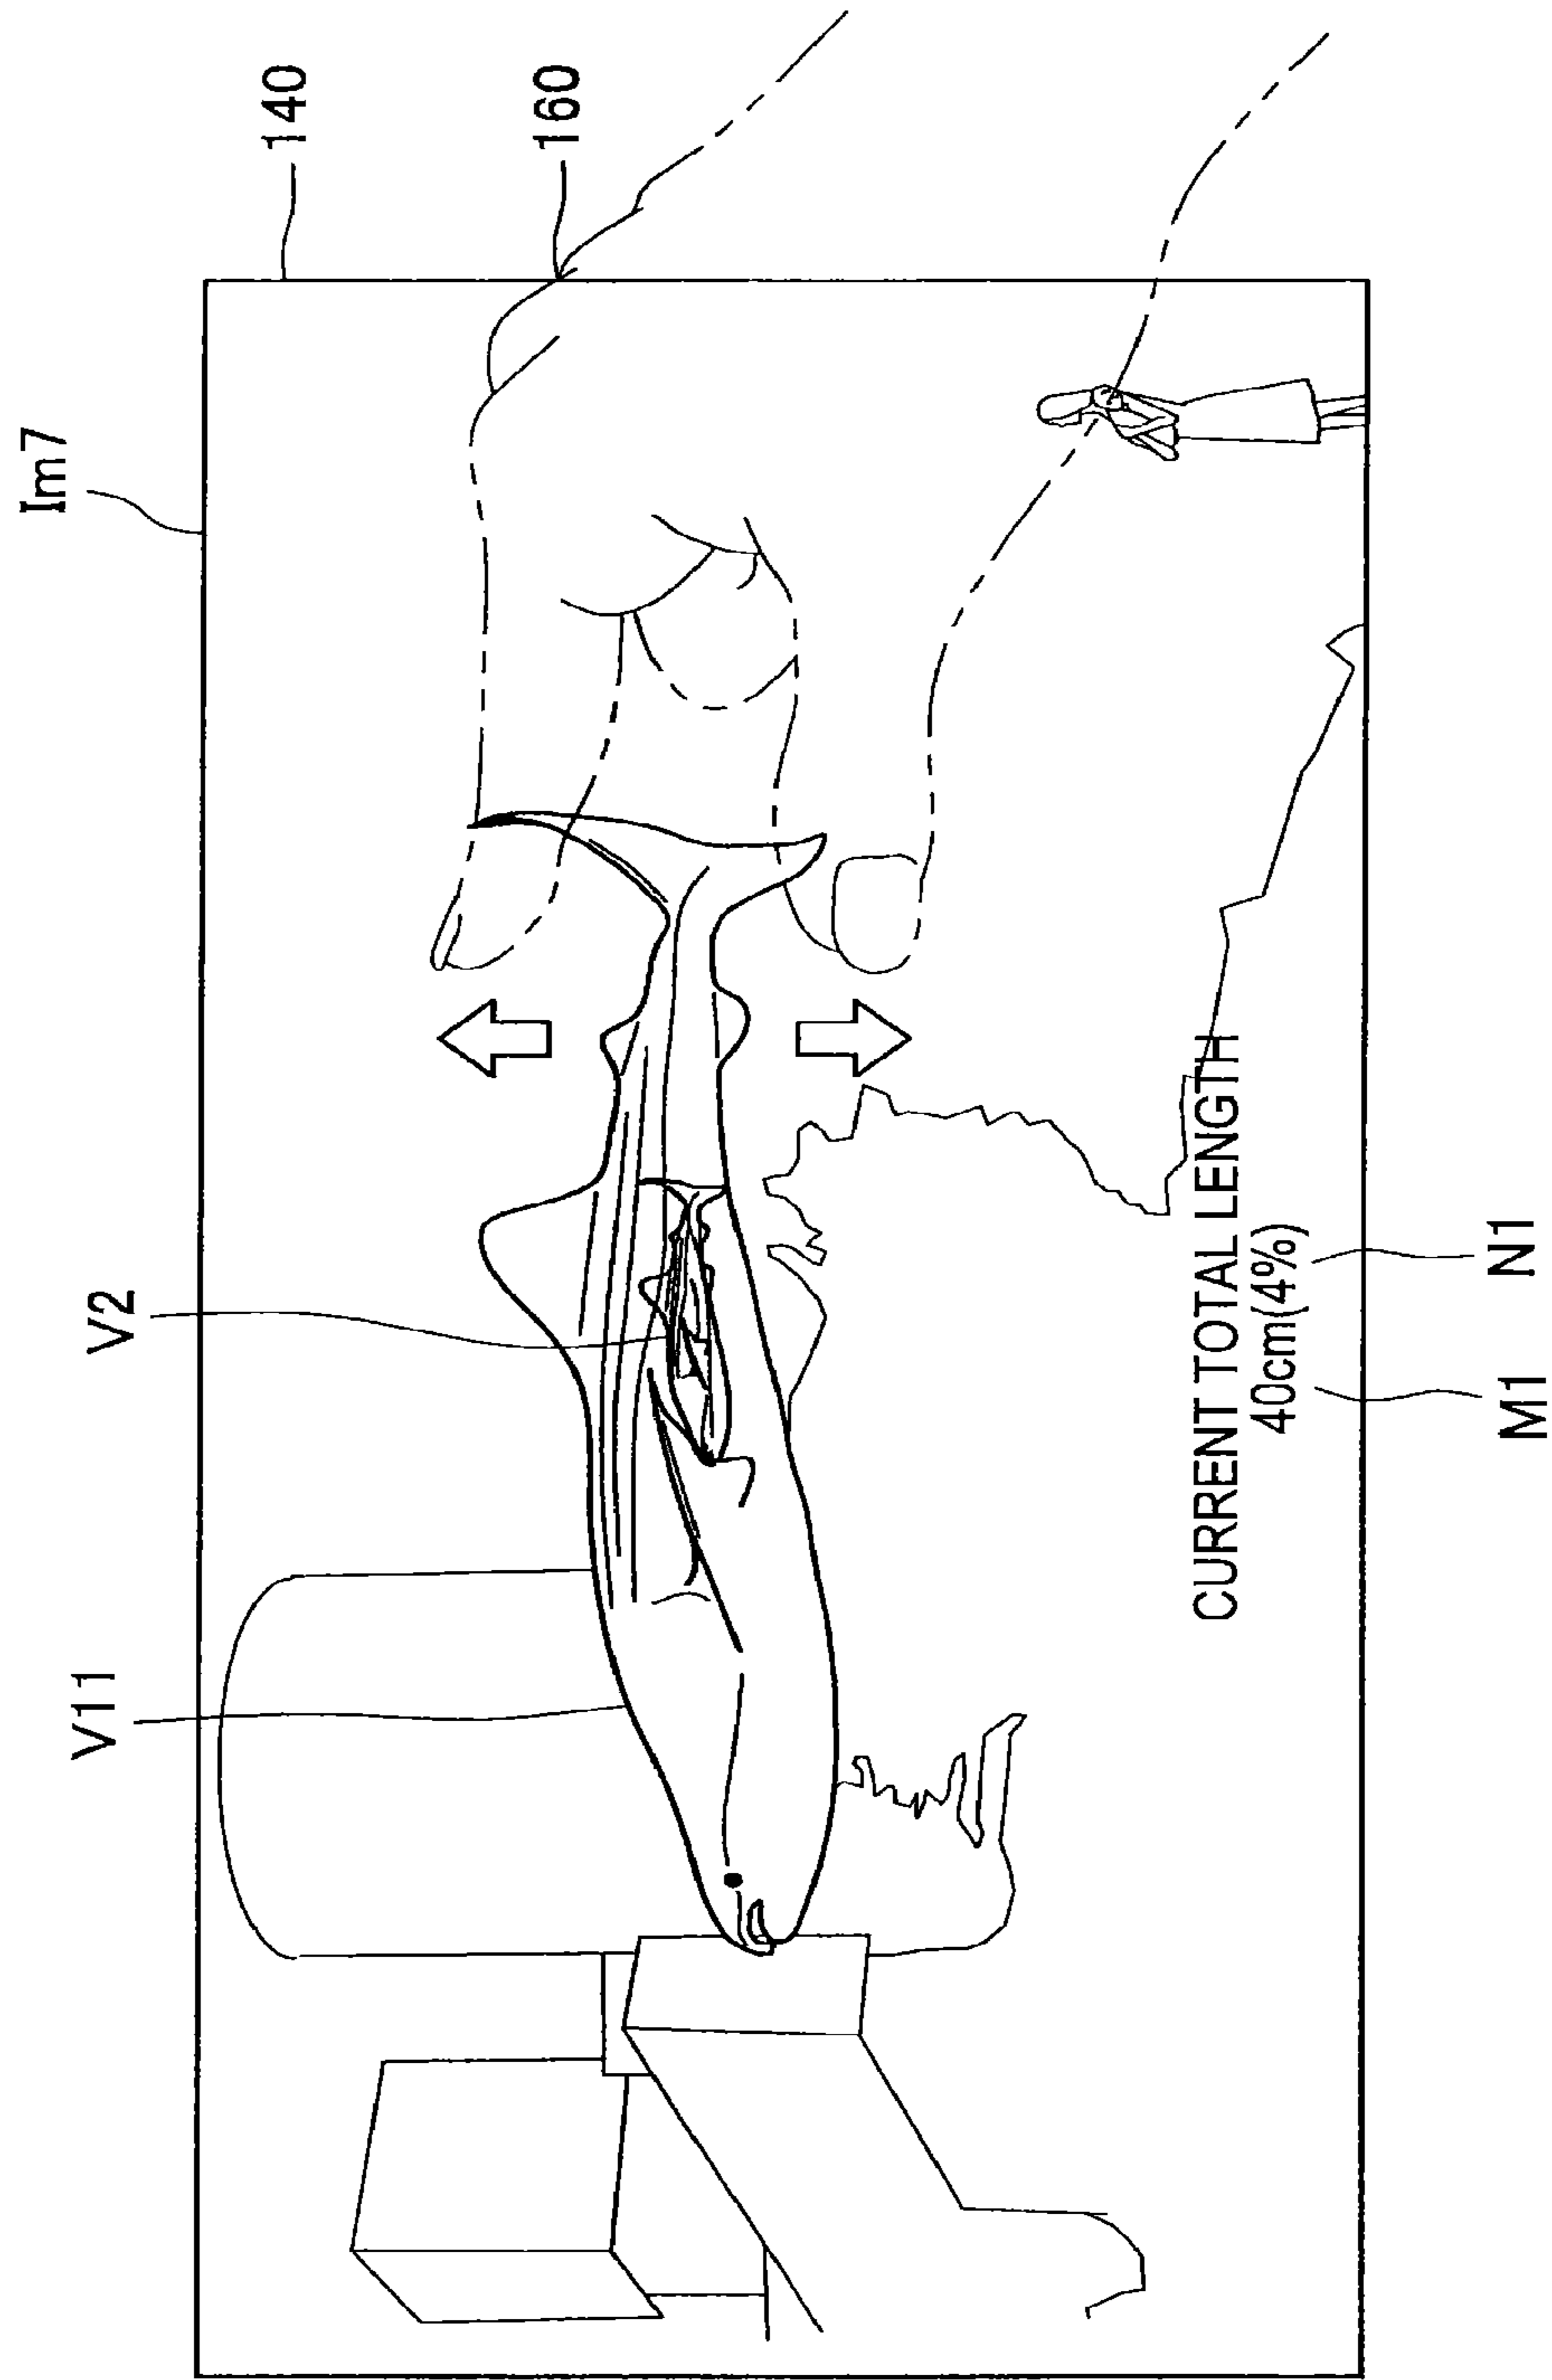 V11
V2
Im7
140
160
CURRENT TOTAL LENGTH
40cm(4%)
M1
N1